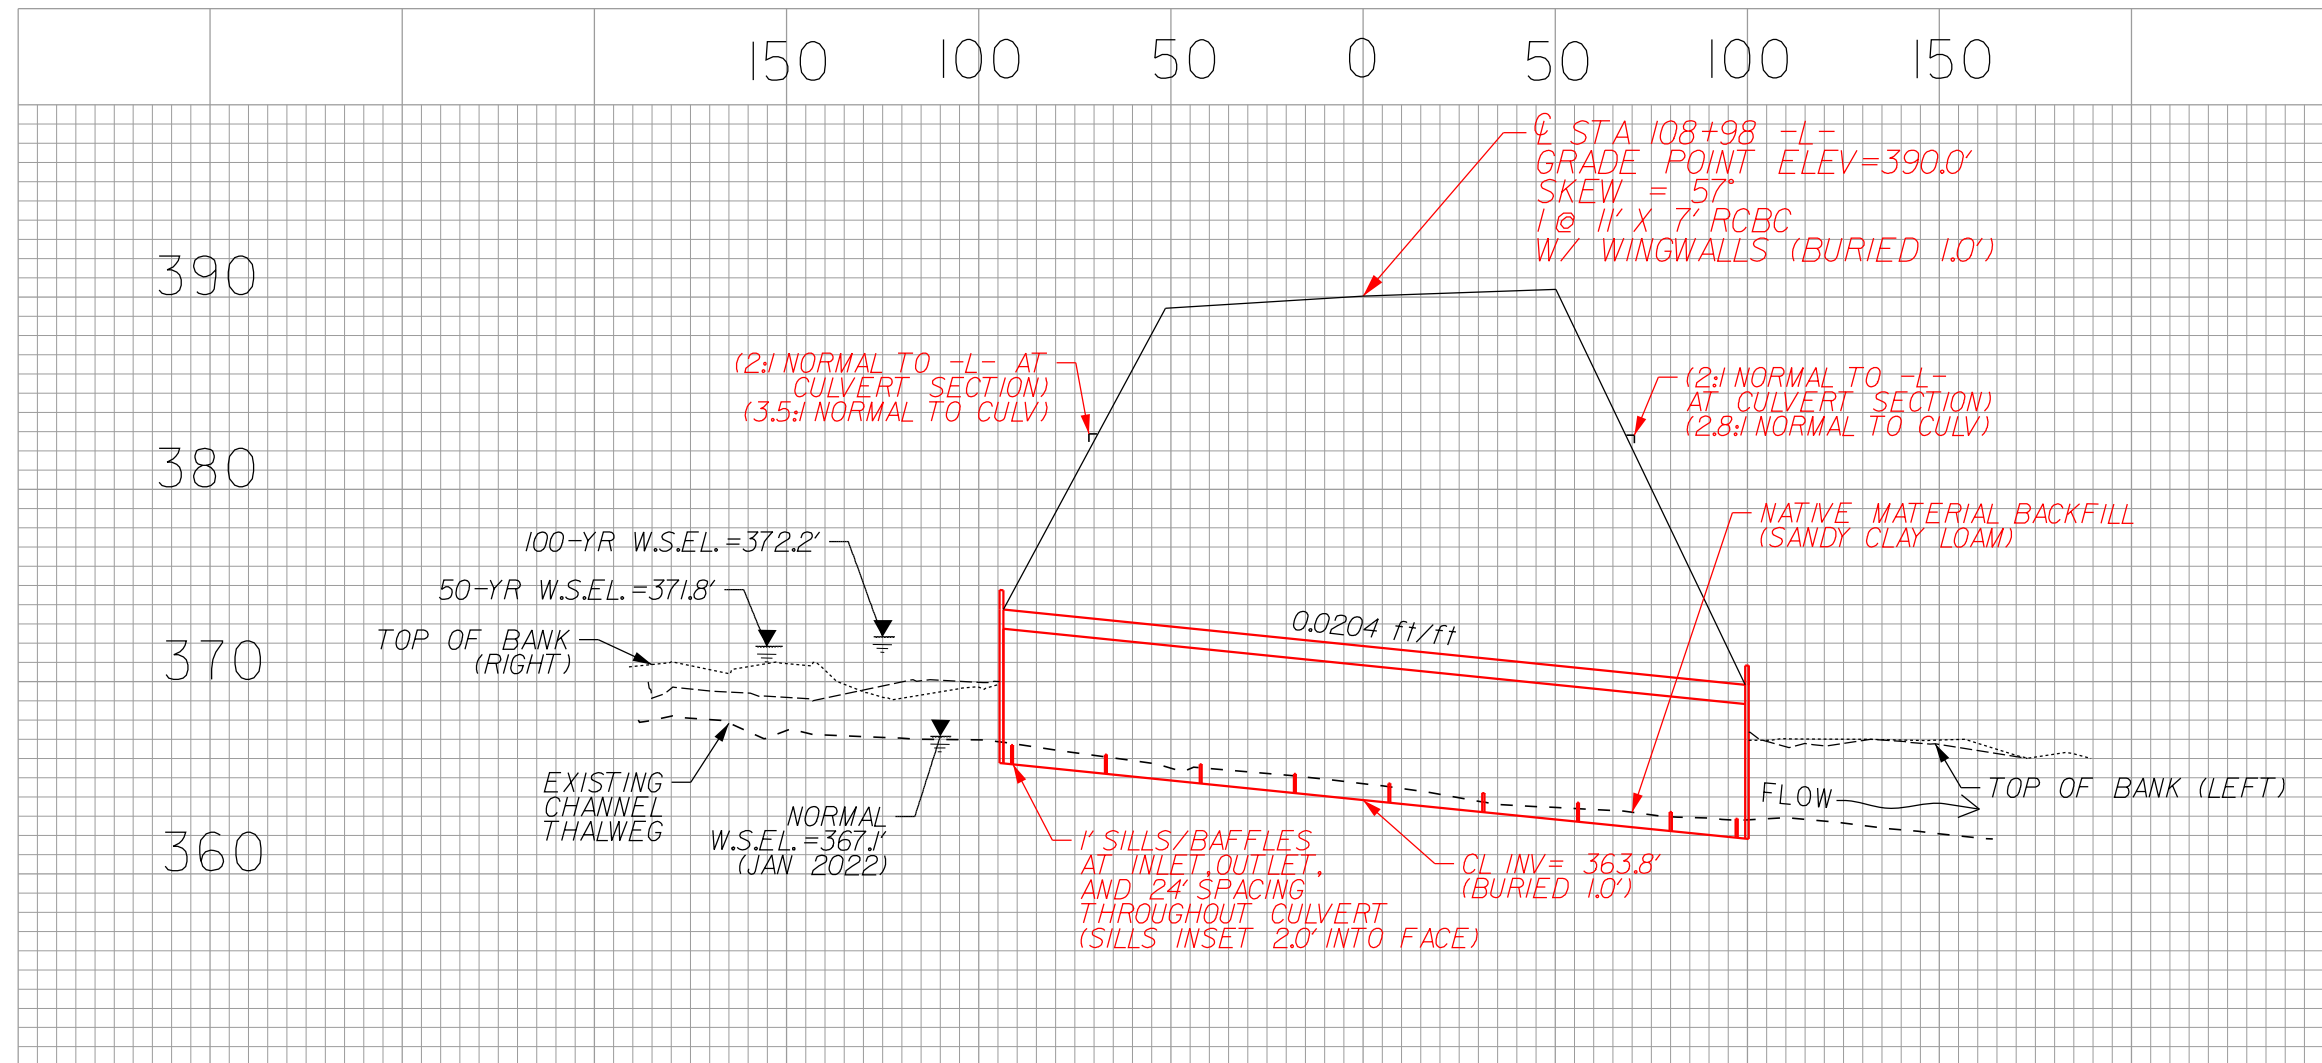 150 100 50 0 50 100 150
℄ STA 108+98 -L-
GRADE POINT ELEV=390.0'
SKEW = 57°
1 @ 11' X 7' RCBC
W/ WINGWALLS (BURIED 1.0')
390
(2:1 NORMAL TO -L- AT
CULVERT SECTION)
(3.5:1 NORMAL TO CULV)
(2:1 NORMAL TO -L-
AT CULVERT SECTION)
(2.8:1 NORMAL TO CULV)
380
NATIVE MATERIAL BACKFILL
(SANDY CLAY LOAM)
100-YR W.S.EL.=372.2'
50-YR W.S.EL.=371.8'
TOP OF BANK
(RIGHT)
0.0204 ft/ft
370
EXISTING
CHANNEL
THALWEG
NORMAL
W.S.EL.=367.1'
(JAN 2022)
FLOW
TOP OF BANK (LEFT)
360
1' SILLS/BAFFLES
AT INLET,OUTLET,
AND 24' SPACING
THROUGHOUT CULVERT
(SILLS INSET 2.0' INTO FACE)
CL INV= 363.8'
(BURIED 1.0')